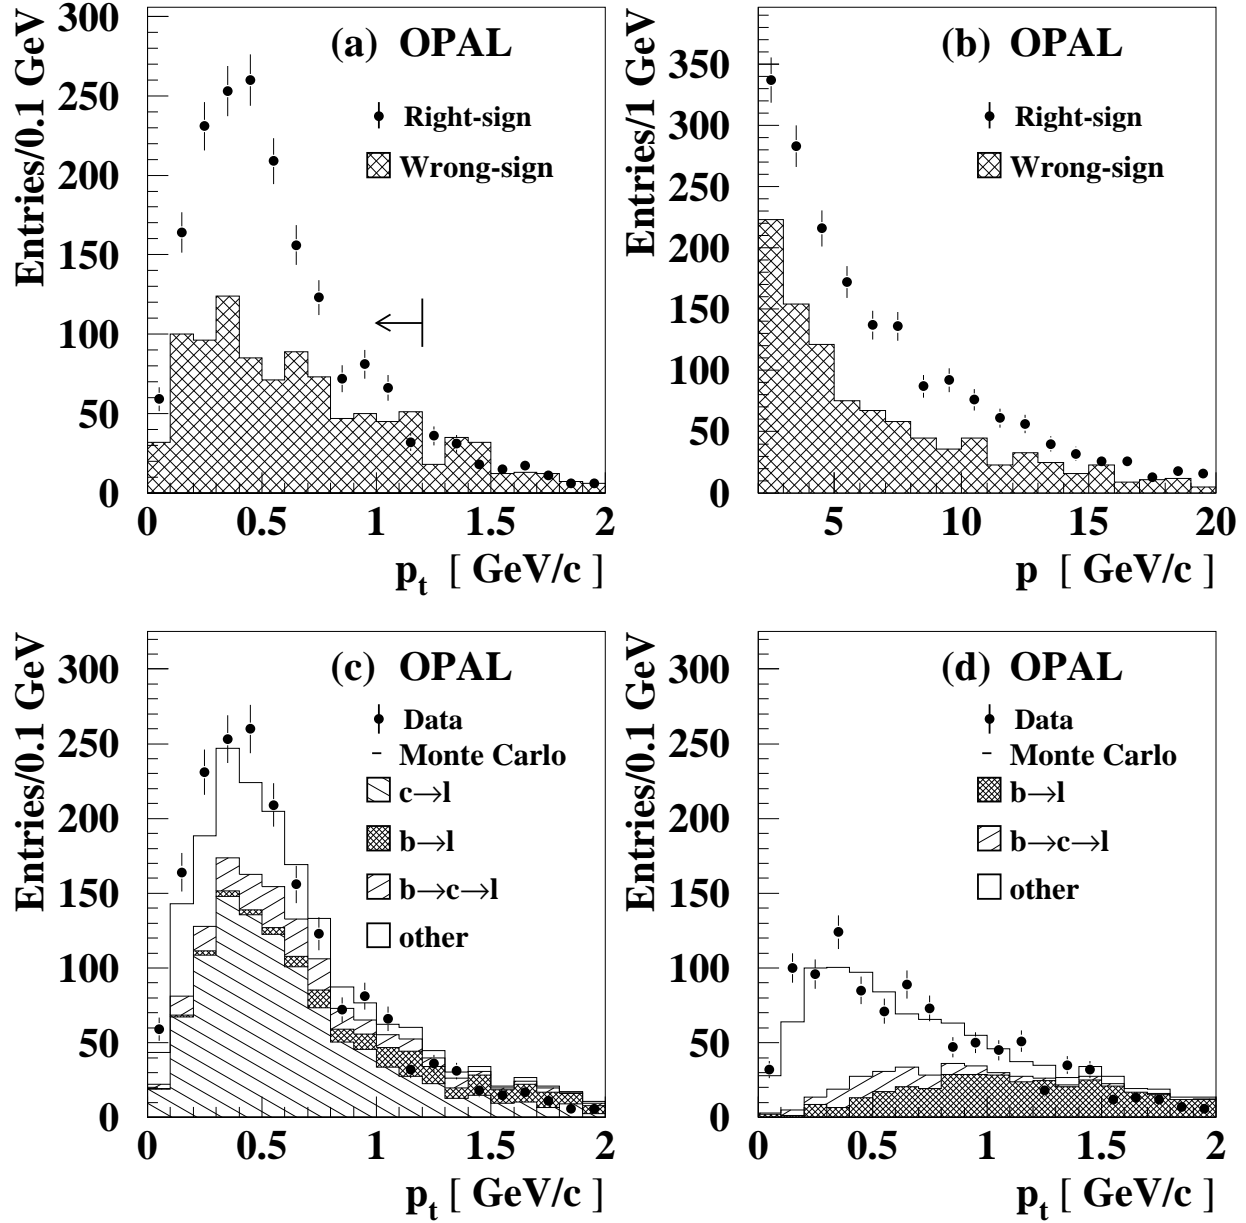 (a) OPAL
Entries/0.1 GeV
300
250
200
150
100
50
0
Right-sign
Wrong-sign
0 0.5 1 1.5 2
p_t [ GeV/c ]
(b) OPAL
Entries/1 GeV
350
300
250
200
150
100
50
0
Right-sign
Wrong-sign
5 10 15 20
p [ GeV/c ]
(c) OPAL
Entries/0.1 GeV
300
250
200
150
100
50
0
Data
Monte Carlo
c→l
b→l
b→c→l
other
0 0.5 1 1.5 2
p_t [ GeV/c ]
(d) OPAL
Entries/0.1 GeV
300
250
200
150
100
50
0
Data
Monte Carlo
b→l
b→c→l
other
0 0.5 1 1.5 2
p_t [ GeV/c ]